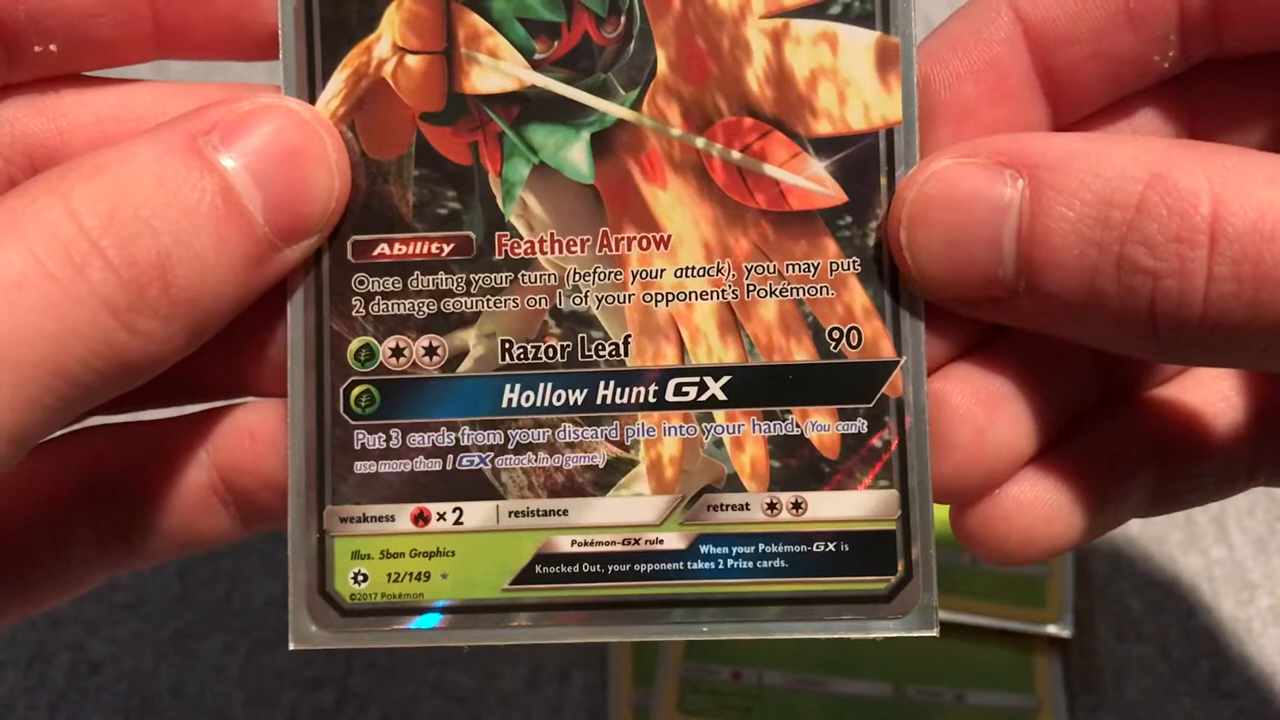 Ability Feather Arrow
Once during your turn (before your attack), you may put
2 damage counters on 1 of your opponent's Pokémon.
Razor Leaf 90
Hollow Hunt GX
Put 3 cards from your discard pile into your hand. (You can't
use more than 1 GX attack in a game.)
weakness ×2 resistance retreat
Illus. 5ban Graphics
12/149
©2017 Pokémon
Pokémon-GX rule
When your Pokémon-GX is
Knocked Out, your opponent takes 2 Prize cards.